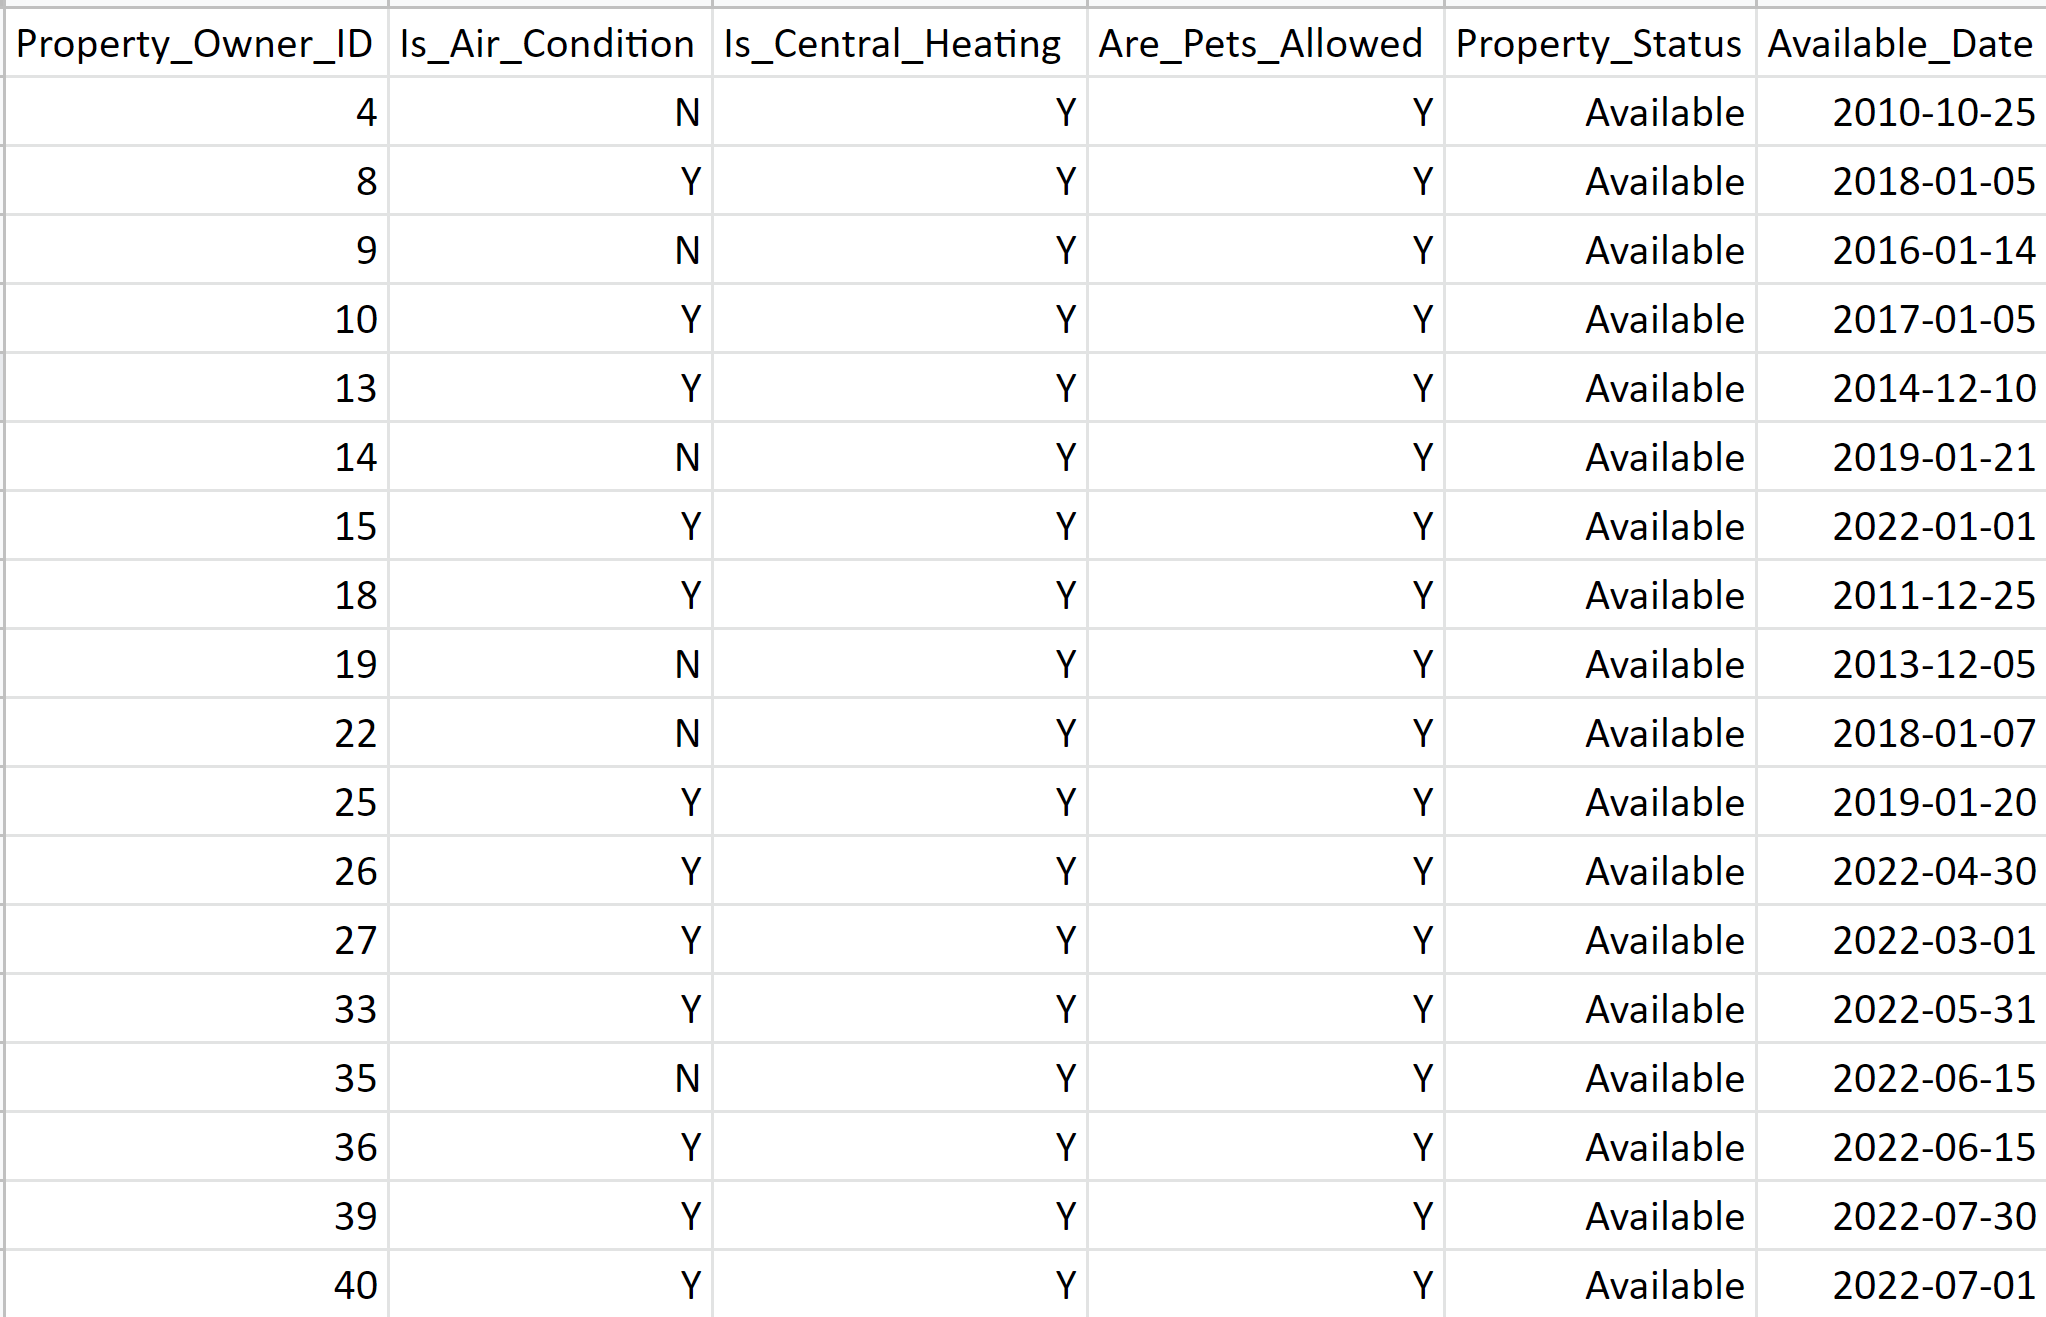 Property_Owner_ID Is_Air_Condition Is_Central_Heating Are_Pets_Allowed Property_Status Available_Date
4 N Y Y Available 2010-10-25
8 Y Y Y Available 2018-01-05
9 N Y Y Available 2016-01-14
10 Y Y Y Available 2017-01-05
13 Y Y Y Available 2014-12-10
14 N Y Y Available 2019-01-21
15 Y Y Y Available 2022-01-01
18 Y Y Y Available 2011-12-25
19 N Y Y Available 2013-12-05
22 N Y Y Available 2018-01-07
25 Y Y Y Available 2019-01-20
26 Y Y Y Available 2022-04-30
27 Y Y Y Available 2022-03-01
33 Y Y Y Available 2022-05-31
35 N Y Y Available 2022-06-15
36 Y Y Y Available 2022-06-15
39 Y Y Y Available 2022-07-30
40 Y Y Y Available 2022-07-01